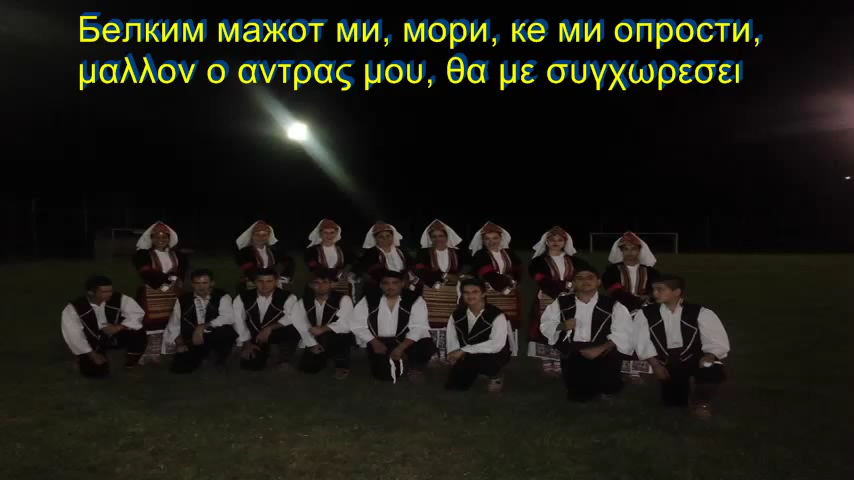 Белким мажот ми, мори, ке ми опрости,
μαλλον ο αντρας μου, θα με συγχωρεσει